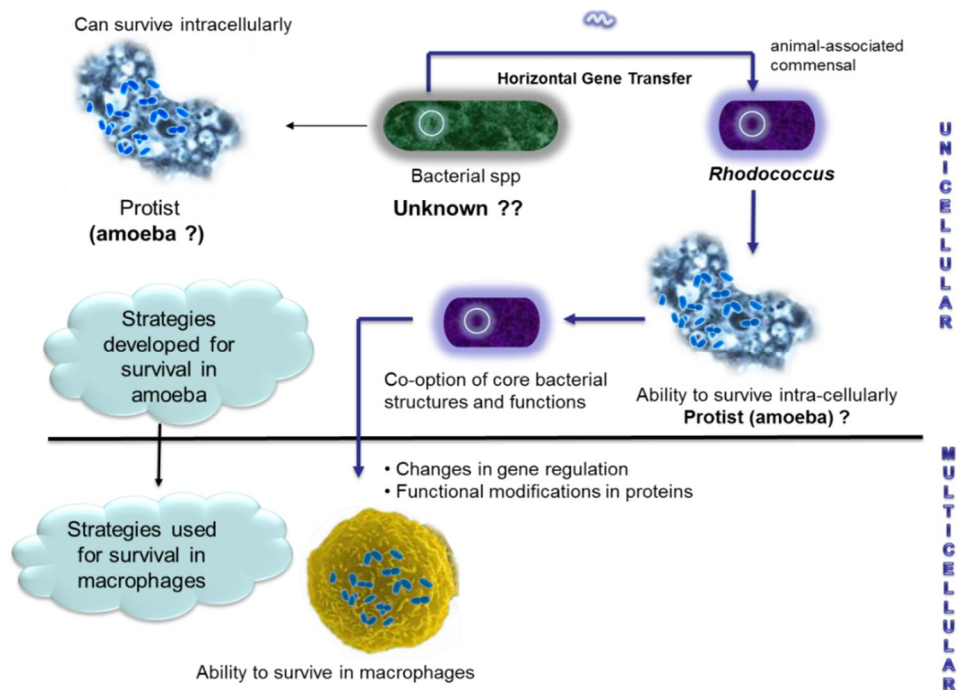 Can survive intracellularly
Protist
(amoeba ?)
Horizontal Gene Transfer
Bacterial spp
Unknown ??
animal-associated
commensal
Rhodococcus
Ability to survive intra-cellularly
Protist (amoeba) ?
Co-option of core bacterial
structures and functions
Strategies
developed for
survival in
amoeba
UNICELLULAR
• Changes in gene regulation
• Functional modifications in proteins
Strategies used
for survival in
macrophages
Ability to survive in macrophages
MULTICELLULAR